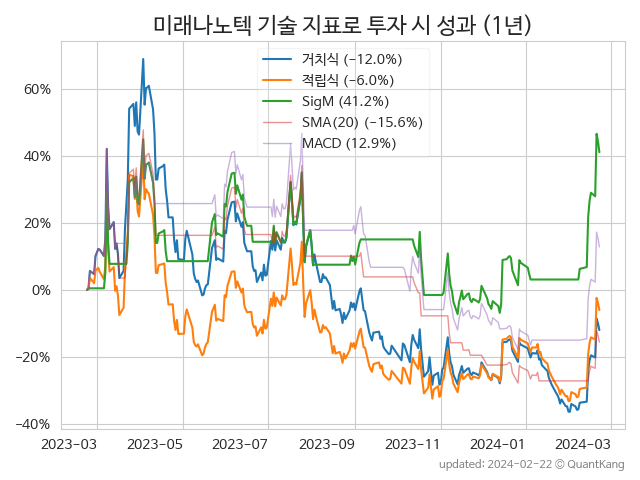 미래나노텍 기술 지표로 투자 시 성과 (1년)
거치식 (−12.0%)
적립식 (−6.0%)
SigM (41.2%)
SMA(20) (−15.6%)
MACD (12.9%)
60%
40%
20%
0%
−20%
−40%
2023-03 2023-05 2023-07 2023-09 2023-11 2024-01 2024-03
updated: 2024-02-22 © QuantKang